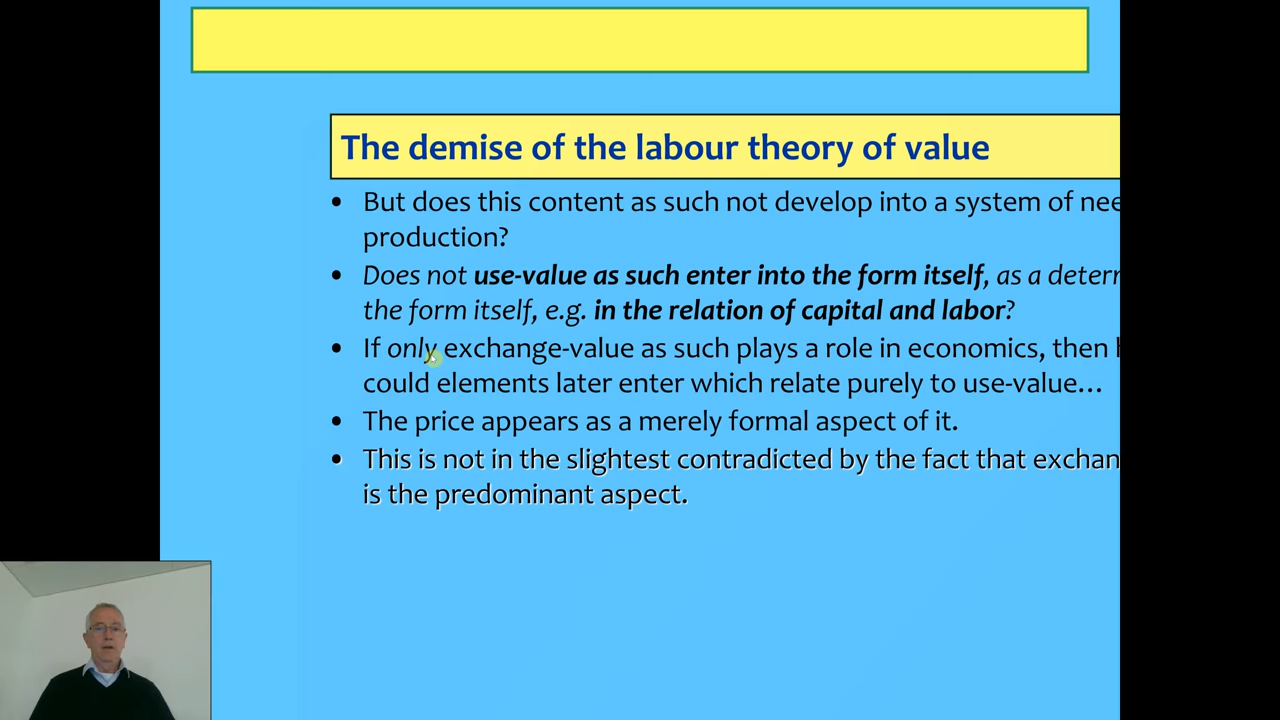 The demise of the labour theory of value
• But does this content as such not develop into a system of
production?
• Does not use-value as such enter into the form itself, as a
the form itself, e.g. in the relation of capital and labor?
• If only exchange-value as such plays a role in economics, then
could elements later enter which relate purely to use-value…
• The price appears as a merely formal aspect of it.
• This is not in the slightest contradicted by the fact that
is the predominant aspect.